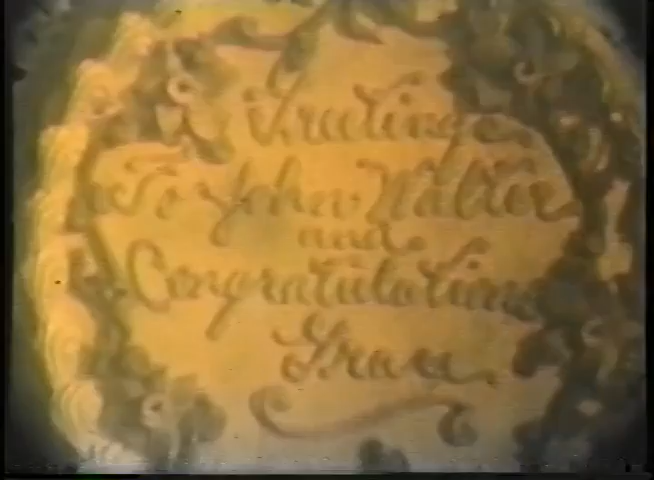 Greetings
To John Walter
and
Congratulations
Grace